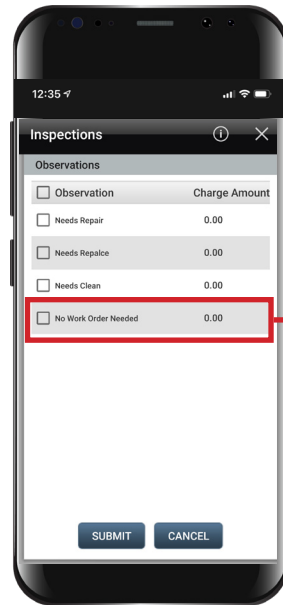 12:35
Inspections
Observations
Observation Charge Amount
Needs Repair 0.00
Needs Repalce 0.00
Needs Clean 0.00
No Work Order Needed 0.00
SUBMIT CANCEL